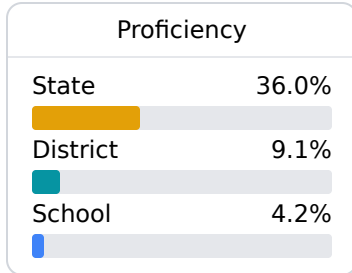 Proficiency
State 36.0%
District 9.1%
School 4.2%